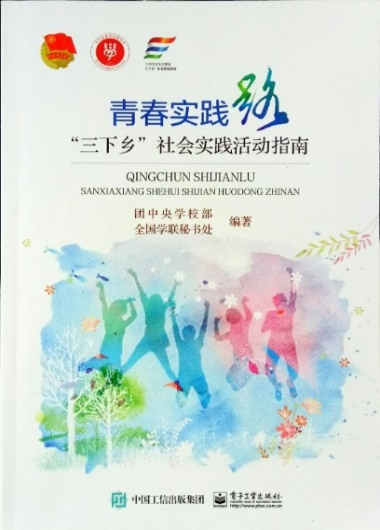 青春实践路
“三下乡”社会实践活动指南
QINGCHUN SHIJIANLU
SANXIAXIANG SHEHUI SHIJIAN HUODONG ZHINAN
团中央学校部
全国学联秘书处
编著
中国工信出版集团
电子工业出版社